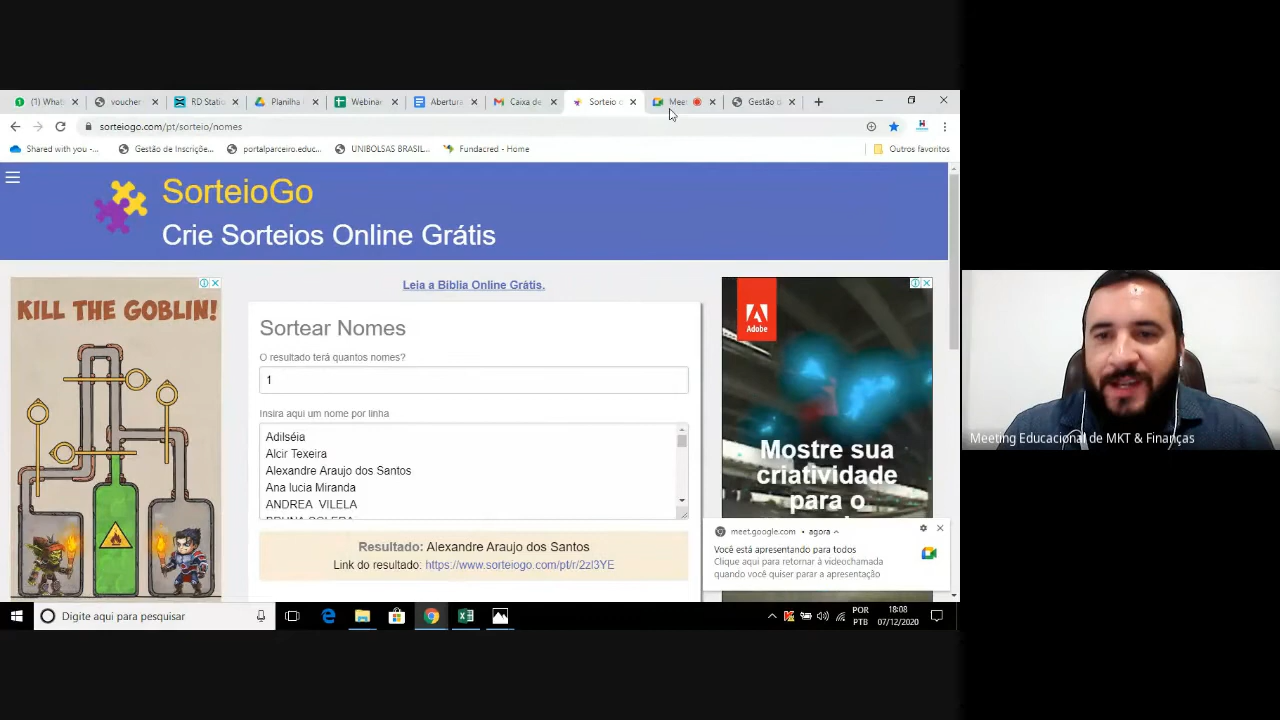 (1) What
voucher
RD Static
Planilha
Webinar
Abertura
Caixa de
Sorteio
Meet
Gestão
sorteiogo.com/pt/sorteio/nomes
Shared with you -...
Gestão de Inscriçõe...
portalparceiro.educ...
UNIBOLSAS BRASIL...
Fundacred - Home
Outros favoritos
SorteioGo
Crie Sorteios Online Grátis
KILL THE GOBLIN!
Leia a Bíblia Online Grátis.
Sortear Nomes
O resultado terá quantos nomes?
1
Insira aqui um nome por linha
Adilséia
Alcir Texeira
Alexandre Araujo dos Santos
Ana lucia Miranda
ANDREA VILELA
Resultado: Alexandre Araujo dos Santos
Link do resultado: https://www.sorteiogo.com/pt/r/2zI3YE
Adobe
Mostre sua
criatividade
para o
meet.google.com • agora
Você está apresentando para todos
Clique aqui para retornar à videochamada
quando você quiser parar a apresentação
Meeting Educacional de MKT & Finanças
Digite aqui para pesquisar
POR
PTB
18:08
07/12/2020